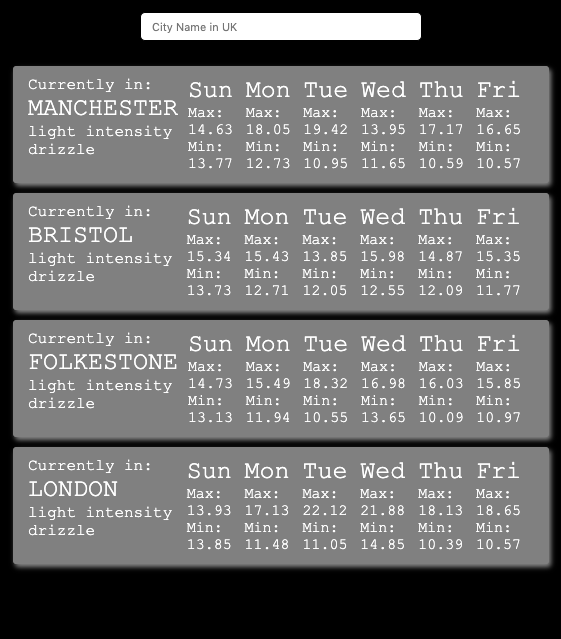 City Name in UK
Currently in:
MANCHESTER
light intensity
drizzle
Sun Mon Tue Wed Thu Fri
Max: Max: Max: Max: Max: Max:
14.63 18.05 19.42 13.95 17.17 16.65
Min: Min: Min: Min: Min: Min:
13.77 12.73 10.95 11.65 10.59 10.57
Currently in:
BRISTOL
light intensity
drizzle
Sun Mon Tue Wed Thu Fri
Max: Max: Max: Max: Max: Max:
15.34 15.43 13.85 15.98 14.87 15.35
Min: Min: Min: Min: Min: Min:
13.73 12.71 12.05 12.55 12.09 11.77
Currently in:
FOLKESTONE
light intensity
drizzle
Sun Mon Tue Wed Thu Fri
Max: Max: Max: Max: Max: Max:
14.73 15.49 18.32 16.98 16.03 15.85
Min: Min: Min: Min: Min: Min:
13.13 11.94 10.55 13.65 10.09 10.97
Currently in:
LONDON
light intensity
drizzle
Sun Mon Tue Wed Thu Fri
Max: Max: Max: Max: Max: Max:
13.93 17.13 22.12 21.88 18.13 18.65
Min: Min: Min: Min: Min: Min:
13.85 11.48 11.05 14.85 10.39 10.57